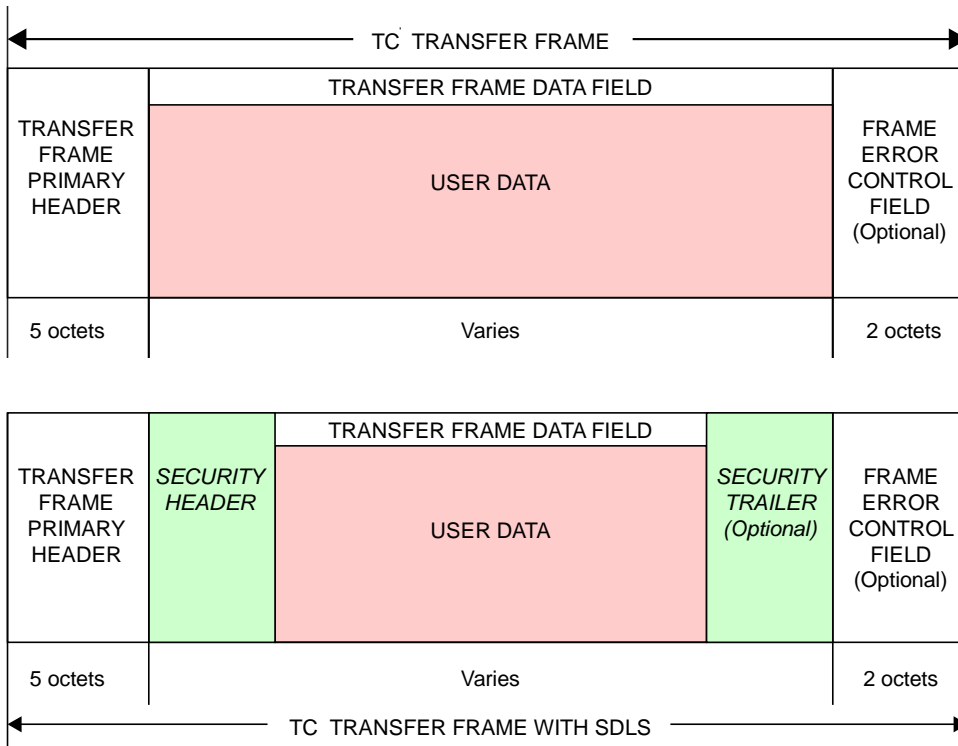 TC TRANSFER FRAME
TRANSFER FRAME DATA FIELD
TRANSFER
FRAME
PRIMARY
HEADER
USER DATA
FRAME
ERROR
CONTROL
FIELD
(Optional)
5 octets
Varies
2 octets
TRANSFER FRAME DATA FIELD
TRANSFER
FRAME
PRIMARY
HEADER
SECURITY
HEADER
USER DATA
SECURITY
TRAILER
(Optional)
FRAME
ERROR
CONTROL
FIELD
(Optional)
5 octets
Varies
2 octets
TC TRANSFER FRAME WITH SDLS